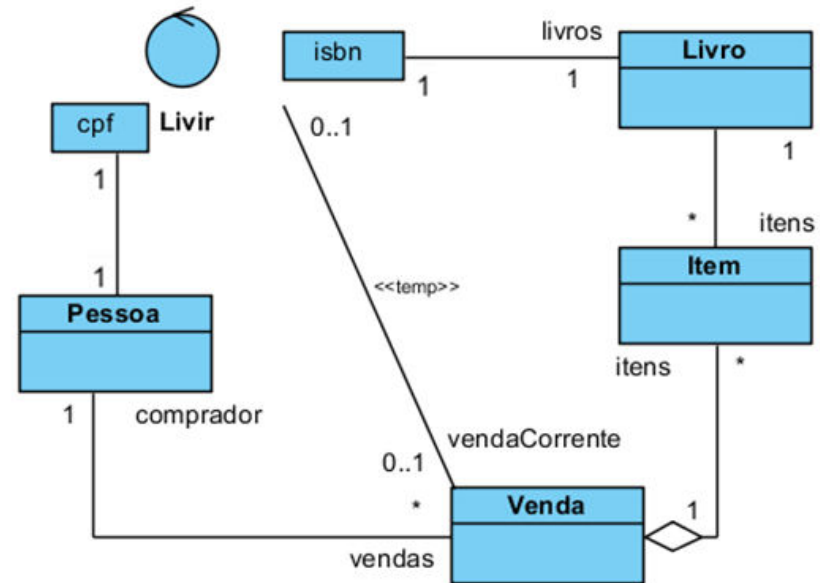 livros
isbn
Livro
1
1
cpf
Livir
0..1
1
1
*
itens
<<temp>>
Item
1
Pessoa
itens
*
1
comprador
vendaCorrente
0..1
*
Venda
1
vendas